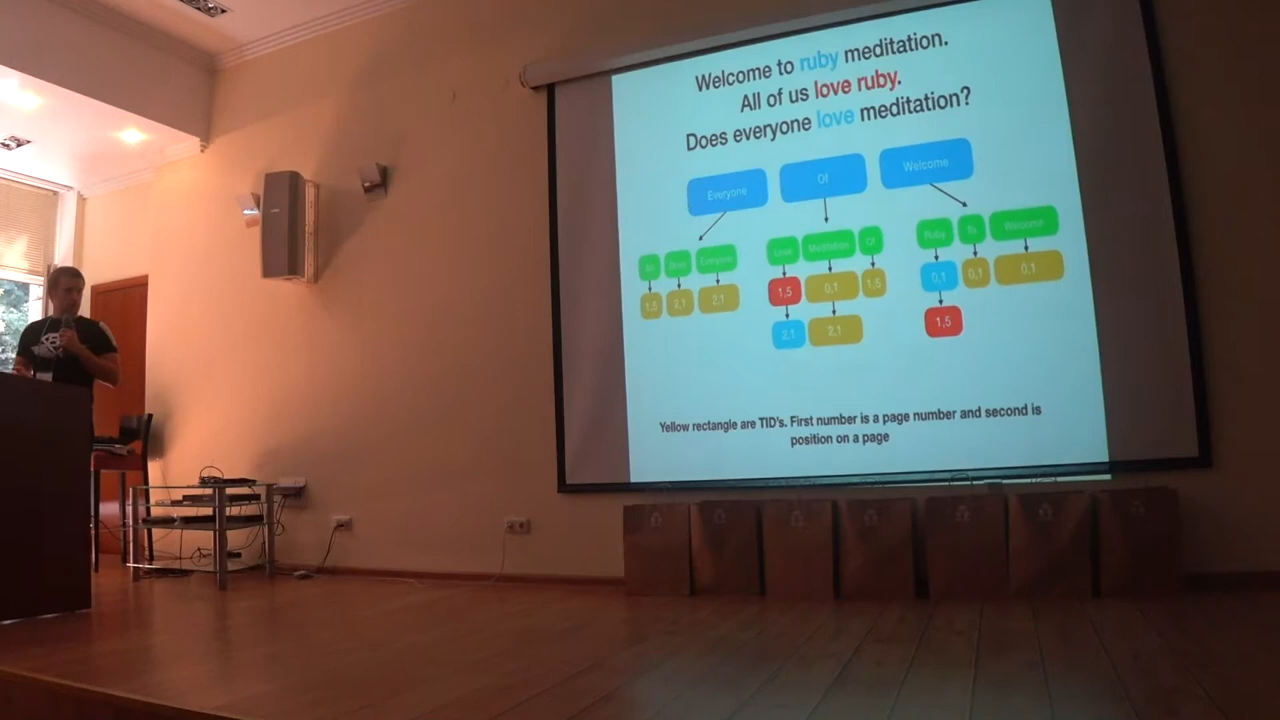 Welcome to ruby meditation.
All of us love ruby.
Does everyone love meditation?
Everyone Of Welcome
All Does Everyone Love Meditation Of Ruby To Welcome
1,5 2,1 2,1 1,5 0,1 1,5 0,1 0,1 0,1
2,1 2,1 1,5
Yellow rectangle are TID's. First number is a page number and second is
position on a page